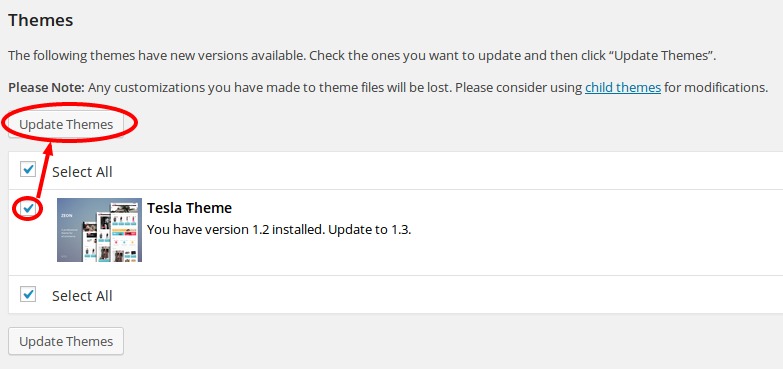 Themes
The following themes have new versions available. Check the ones you want to update and then click “Update Themes”.
Please Note: Any customizations you have made to theme files will be lost. Please consider using child themes for modifications.
Update Themes
Select All
ZEON
Tesla Theme
You have version 1.2 installed. Update to 1.3.
Select All
Update Themes